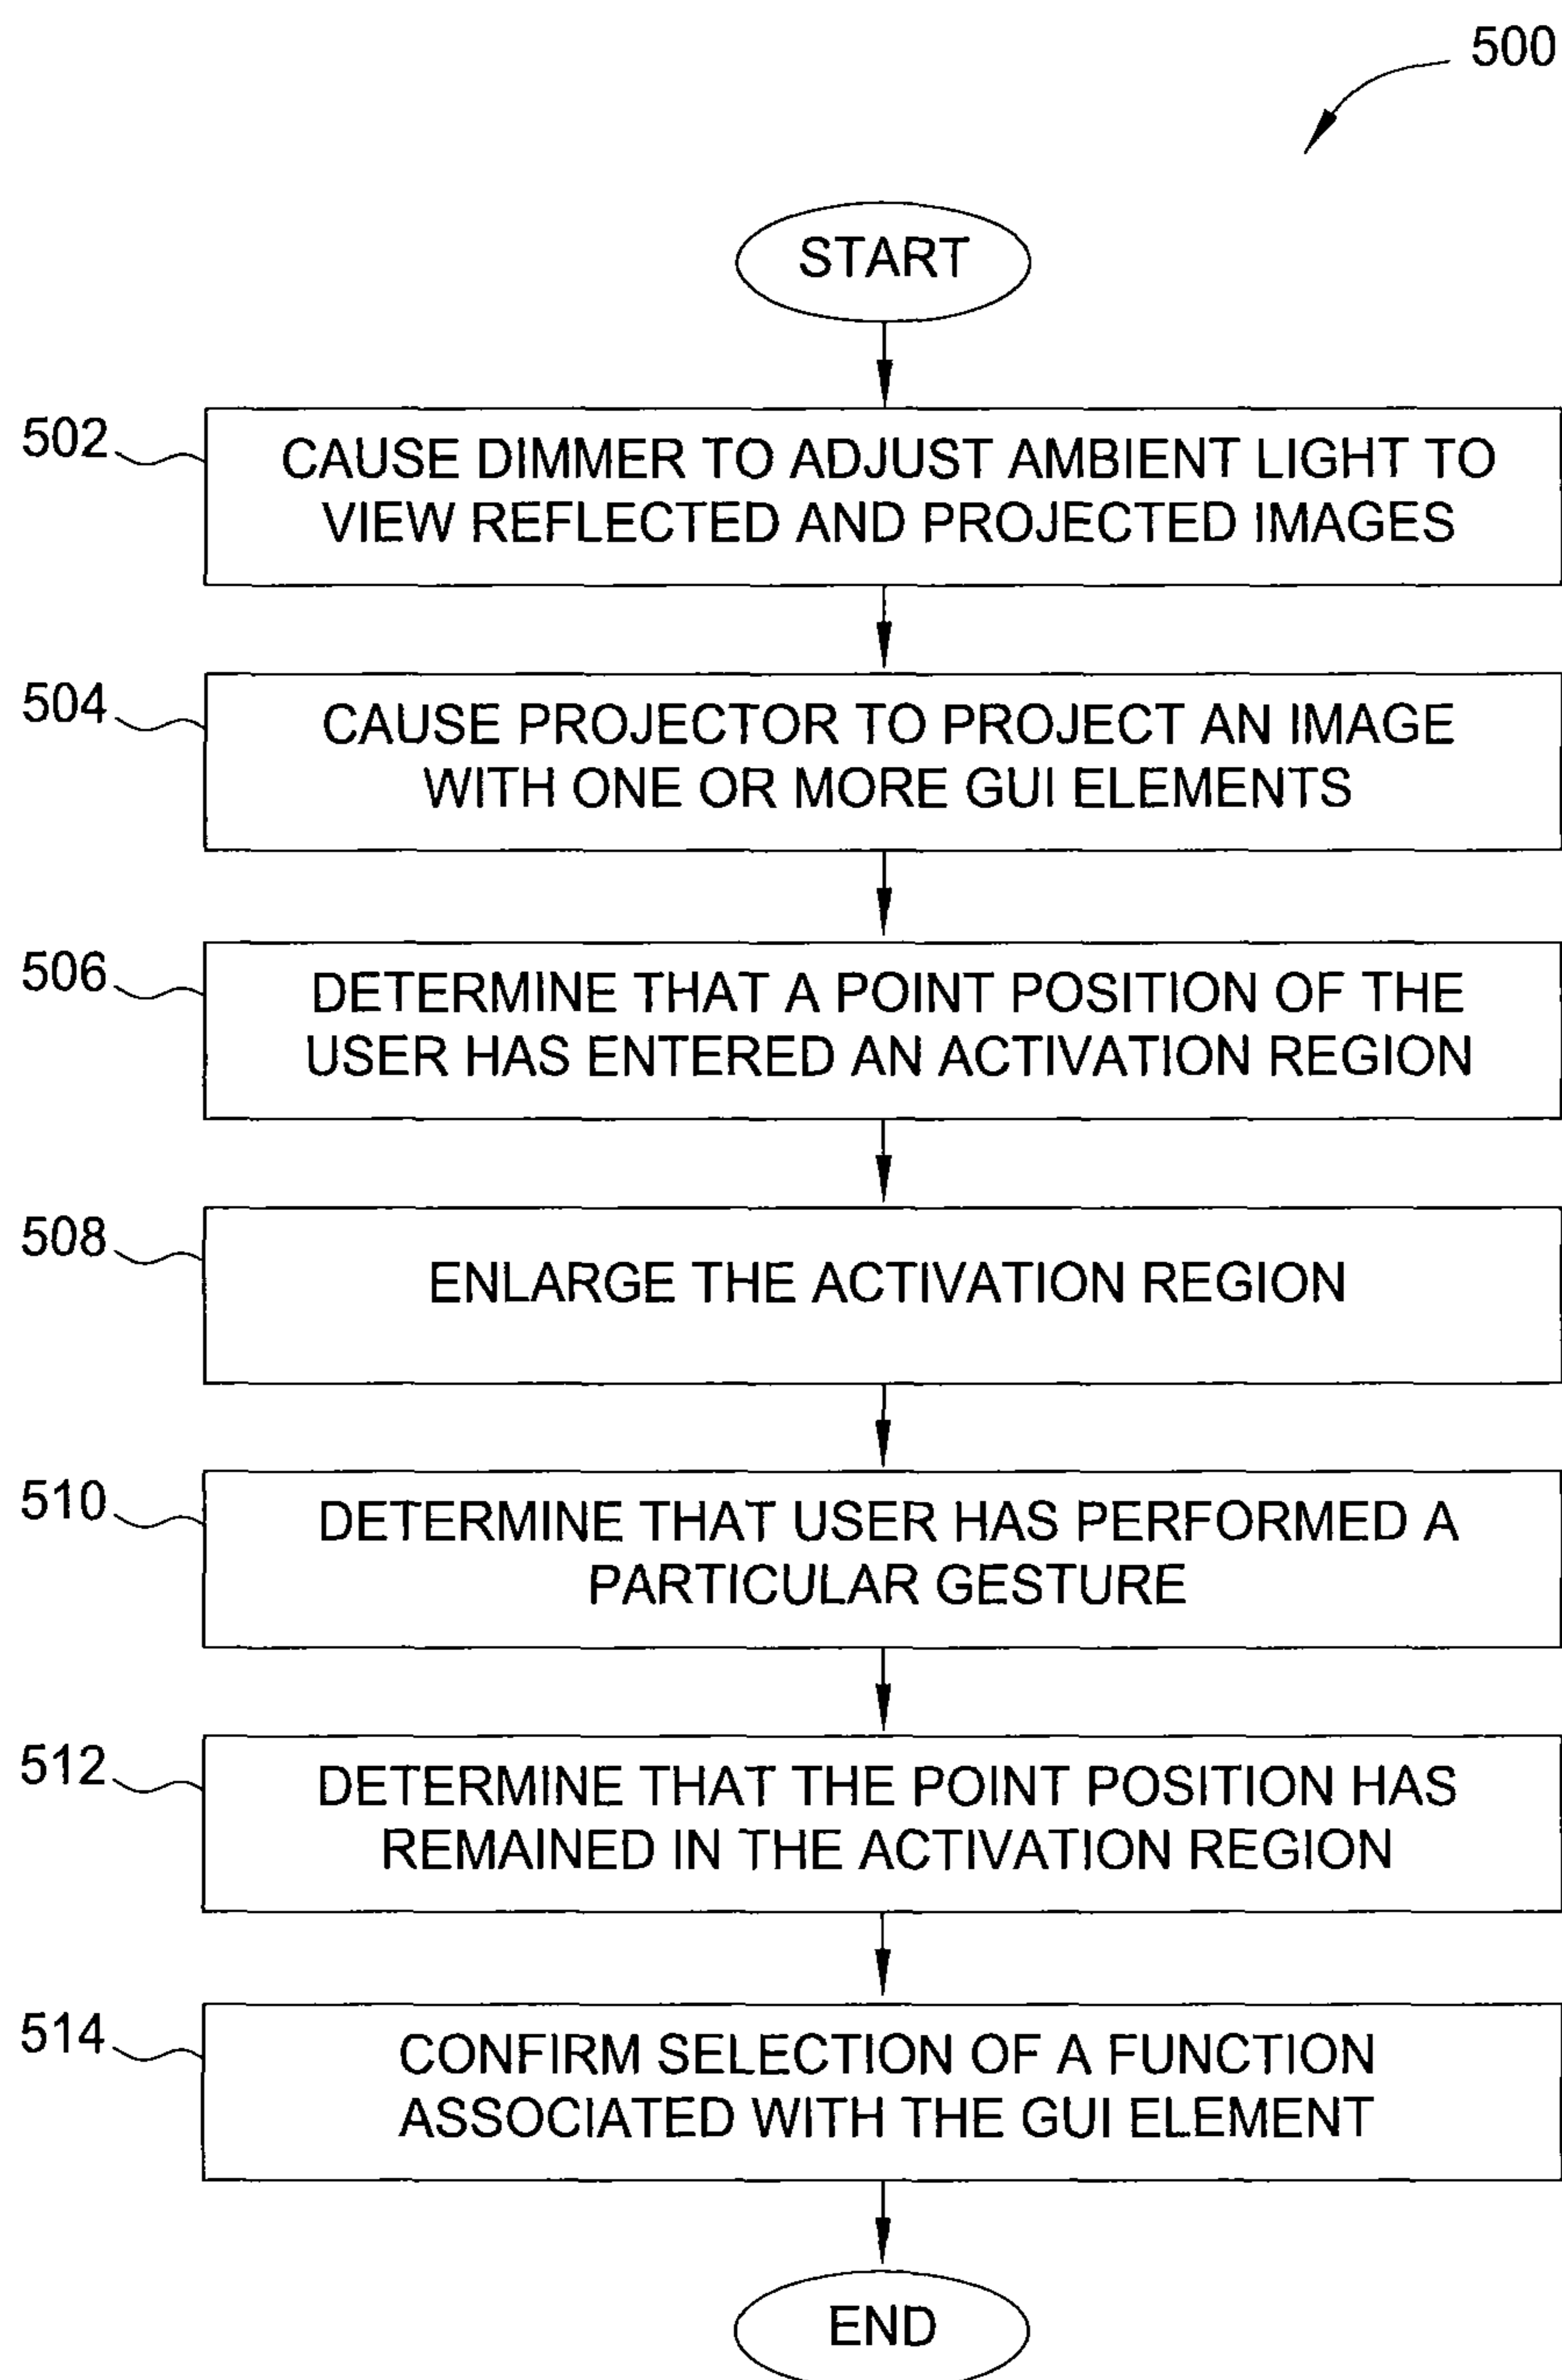 500
START
502
CAUSE DIMMER TO ADJUST AMBIENT LIGHT TO
VIEW REFLECTED AND PROJECTED IMAGES
504
CAUSE PROJECTOR TO PROJECT AN IMAGE
WITH ONE OR MORE GUI ELEMENTS
506
DETERMINE THAT A POINT POSITION OF THE
USER HAS ENTERED AN ACTIVATION REGION
508
ENLARGE THE ACTIVATION REGION
510
DETERMINE THAT USER HAS PERFORMED A
PARTICULAR GESTURE
512
DETERMINE THAT THE POINT POSITION HAS
REMAINED IN THE ACTIVATION REGION
514
CONFIRM SELECTION OF A FUNCTION
ASSOCIATED WITH THE GUI ELEMENT
END